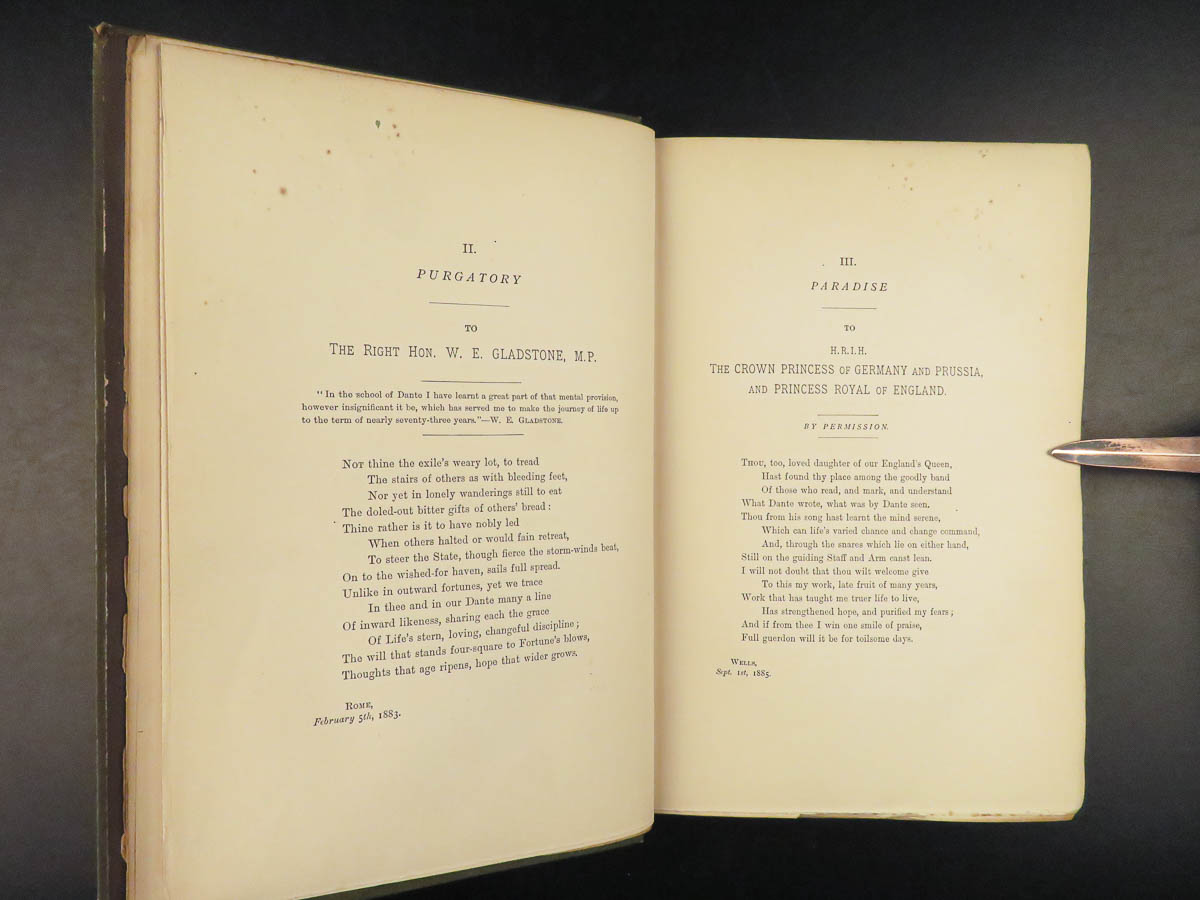 II.
PURGATORY
TO
THE RIGHT HON. W. E. GLADSTONE, M.P.
"In the school of Dante I have learnt a great part of that mental provision,
however insignificant it be, which has served me to make the journey of life up
to the term of nearly seventy-three years."—W. E. GLADSTONE.
NOT thine the exile's weary lot, to tread
The stairs of others as with bleeding feet,
Nor yet in lonely wanderings still to eat
The doled-out bitter gifts of others' bread:
Thine rather is it to have nobly led
When others halted or would fain retreat,
To steer the State, though fierce the storm-winds beat,
On to the wished-for haven, sails full spread.
Unlike in outward fortunes, yet we trace
In thee and in our Dante many a line
Of inward likeness, sharing each the grace
Of Life's stern, loving, changeful discipline;
The will that stands four-square to Fortune's blows,
Thoughts that age ripens, hope that wider grows.
ROME,
February 5th, 1883.
III.
PARADISE
TO
H.R.I.H.
THE CROWN PRINCESS OF GERMANY AND PRUSSIA,
AND PRINCESS ROYAL OF ENGLAND.
BY PERMISSION.
THOU, too, loved daughter of our England's Queen,
Hast found thy place among the goodly band
Of those who read, and mark, and understand
What Dante wrote, what was by Dante seen.
Thou from his song hast learnt the mind serene,
Which can life's varied chance and change command,
And, through the snares which lie on either hand,
Still on the guiding Staff and Arm canst lean.
I will not doubt that thou wilt welcome give
To this my work, late fruit of many years,
Work that has taught me truer life to live,
Has strengthened hope, and purified my fears;
And if from thee I win one smile of praise,
Full guerdon will it be for toilsome days.
WELLS,
Sept. 1st, 1885.